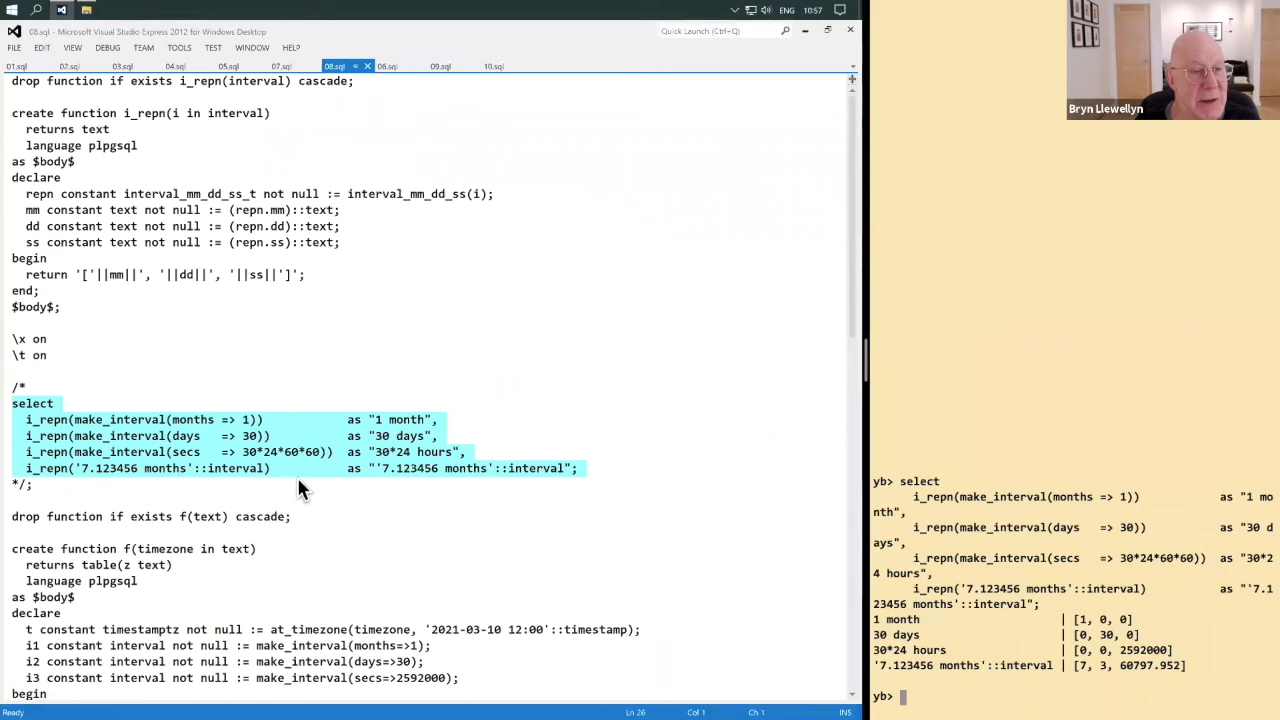 ENG 10:57
08.sql - Microsoft Visual Studio Express 2012 for Windows Desktop
Quick Launch (Ctrl+Q)
FILE EDIT VIEW DEBUG TEAM TOOLS TEST WINDOW HELP
01.sql 02.sql 03.sql 04.sql 05.sql 07.sql 08.sql 06.sql 09.sql 10.sql
drop function if exists i_repn(interval) cascade;
create function i_repn(i in interval)
returns text
language plpgsql
as $body$
declare
repn constant interval_mm_dd_ss_t not null := interval_mm_dd_ss(i);
mm constant text not null := (repn.mm)::text;
dd constant text not null := (repn.dd)::text;
ss constant text not null := (repn.ss)::text;
begin
return '['||mm||', '||dd||', '||ss||']';
end;
$body$;
\x on
\t on
/*
select
i_repn(make_interval(months => 1)) as "1 month",
i_repn(make_interval(days => 30)) as "30 days",
i_repn(make_interval(secs => 30*24*60*60)) as "30*24 hours",
i_repn('7.123456 months'::interval) as "'7.123456 months'::interval";
*/;
drop function if exists f(text) cascade;
create function f(timezone in text)
returns table(z text)
language plpgsql
as $body$
declare
t constant timestamptz not null := at_timezone(timezone, '2021-03-10 12:00'::timestamp);
i1 constant interval not null := make_interval(months=>1);
i2 constant interval not null := make_interval(days=>30);
i3 constant interval not null := make_interval(secs=>2592000);
begin
Ready Ln 26 Col 1 Ch 1 INS
Bryn Llewellyn
yb> select
i_repn(make_interval(months => 1)) as "1 mo
nth",
i_repn(make_interval(days => 30)) as "30 d
ays",
i_repn(make_interval(secs => 30*24*60*60)) as "30*2
4 hours",
i_repn('7.123456 months'::interval) as "'7.1
23456 months'::interval";
1 month | [1, 0, 0]
30 days | [0, 30, 0]
30*24 hours | [0, 0, 2592000]
'7.123456 months'::interval | [7, 3, 60797.952]
yb>